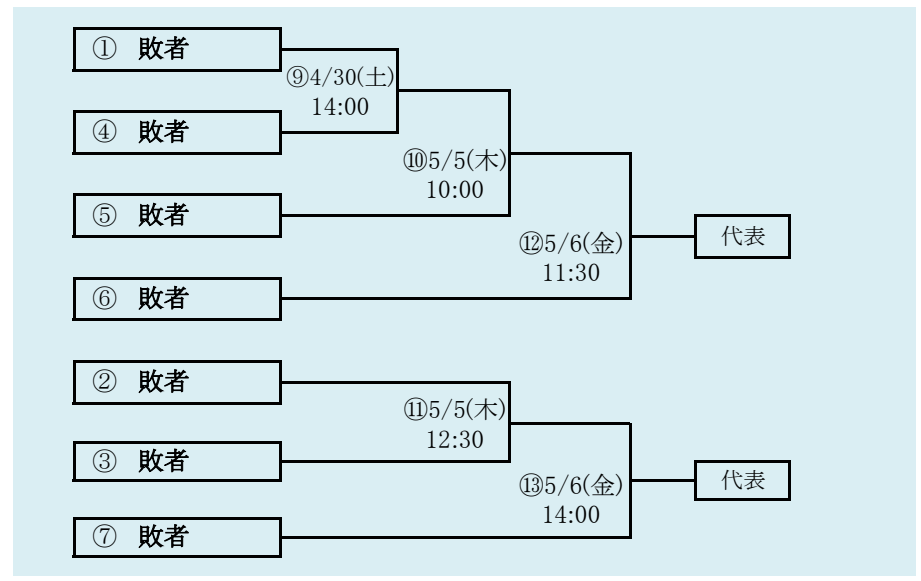 ① 敗者
⑨4/30(土)
14:00
④ 敗者
⑩5/5(木)
10:00
⑤ 敗者
⑫5/6(金)
11:30
代表
⑥ 敗者
② 敗者
⑪5/5(木)
12:30
③ 敗者
⑬5/6(金)
14:00
代表
⑦ 敗者